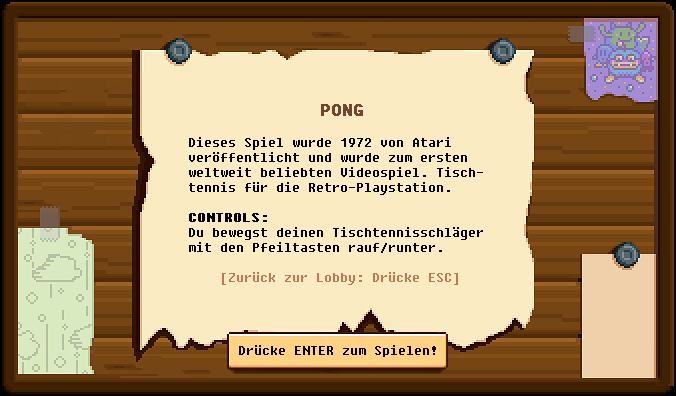 PONG
Dieses Spiel wurde 1972 von Atari
veröffentlicht und wurde zum ersten
weltweit beliebten Videospiel. Tisch-
tennis für die Retro-Playstation.
CONTROLS:
Du bewegst deinen Tischtennisschläger
mit den Pfeiltasten rauf/runter.
[Zurück zur Lobby: Drücke ESC]
Drücke ENTER zum Spielen!